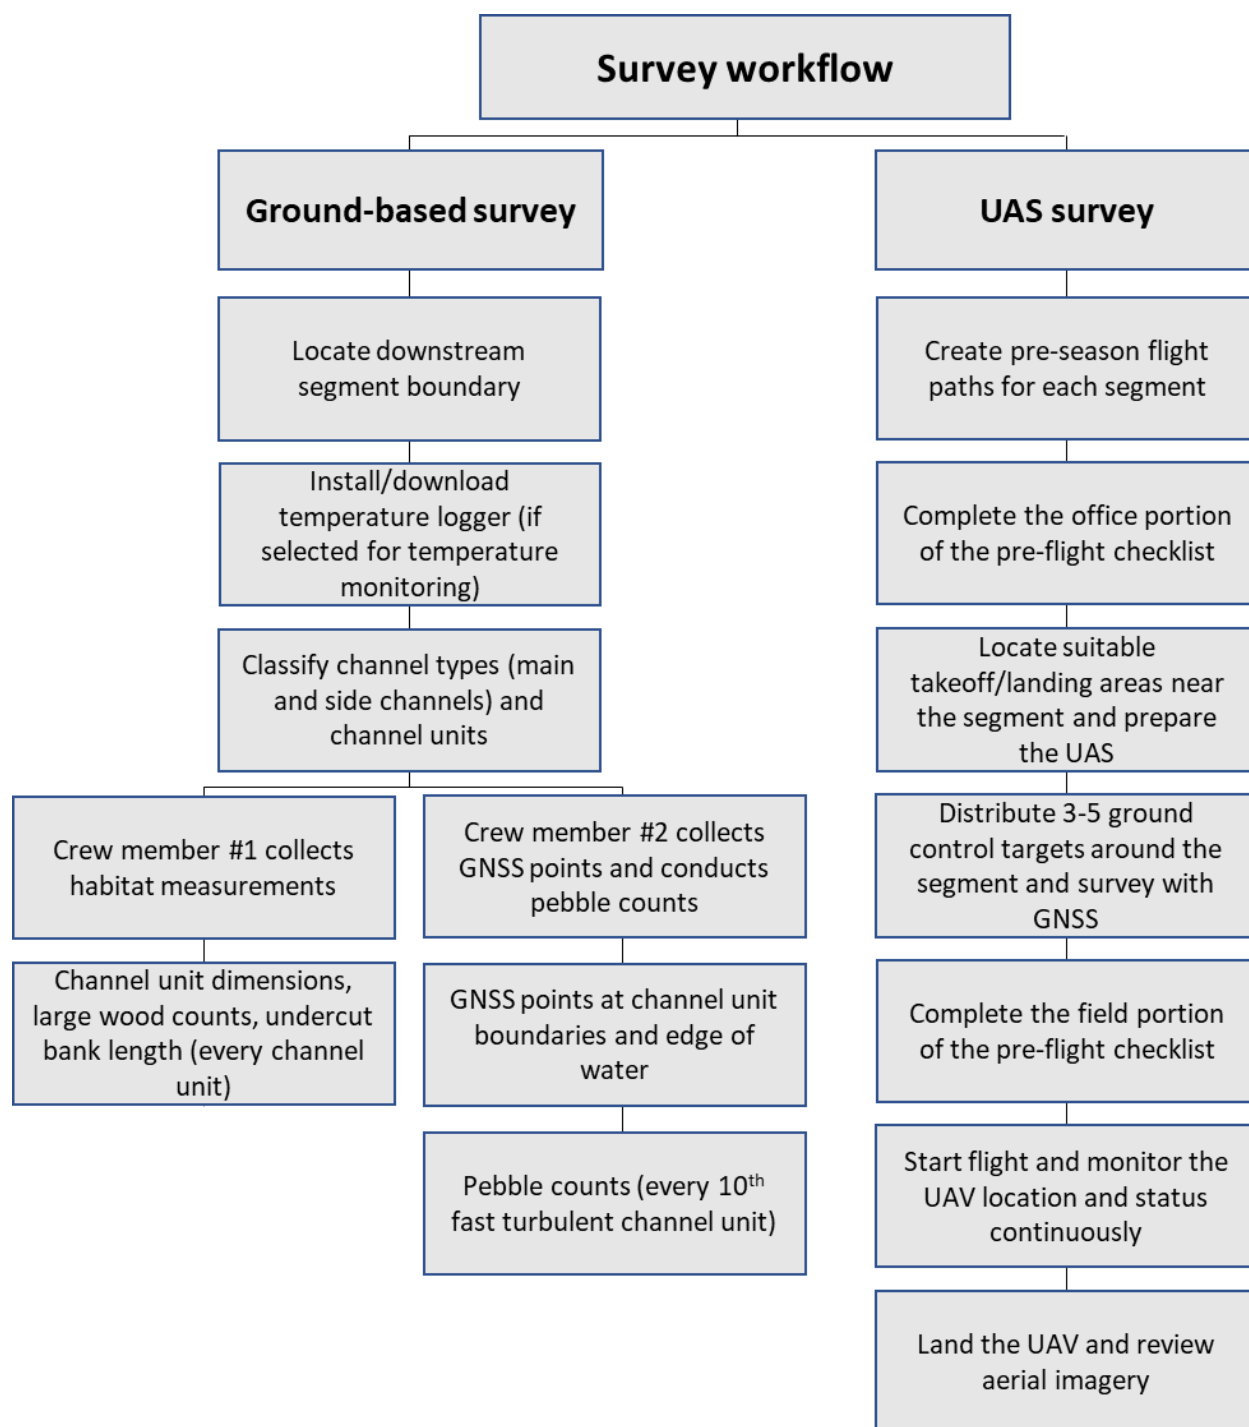 Survey workflow
Ground-based survey
Locate downstream
segment boundary
Install/download
temperature logger (if
selected for temperature
monitoring)
Classify channel types (main
and side channels) and
channel units
Crew member #1 collects
habitat measurements
Channel unit dimensions,
large wood counts, undercut
bank length (every channel
unit)
Crew member #2 collects
GNSS points and conducts
pebble counts
GNSS points at channel unit
boundaries and edge of
water
Pebble counts (every 10th
fast turbulent channel unit)
UAS survey
Create pre-season flight
paths for each segment
Complete the office portion
of the pre-flight checklist
Locate suitable
takeoff/landing areas near
the segment and prepare
the UAS
Distribute 3-5 ground
control targets around the
segment and survey with
GNSS
Complete the field portion
of the pre-flight checklist
Start flight and monitor the
UAV location and status
continuously
Land the UAV and review
aerial imagery